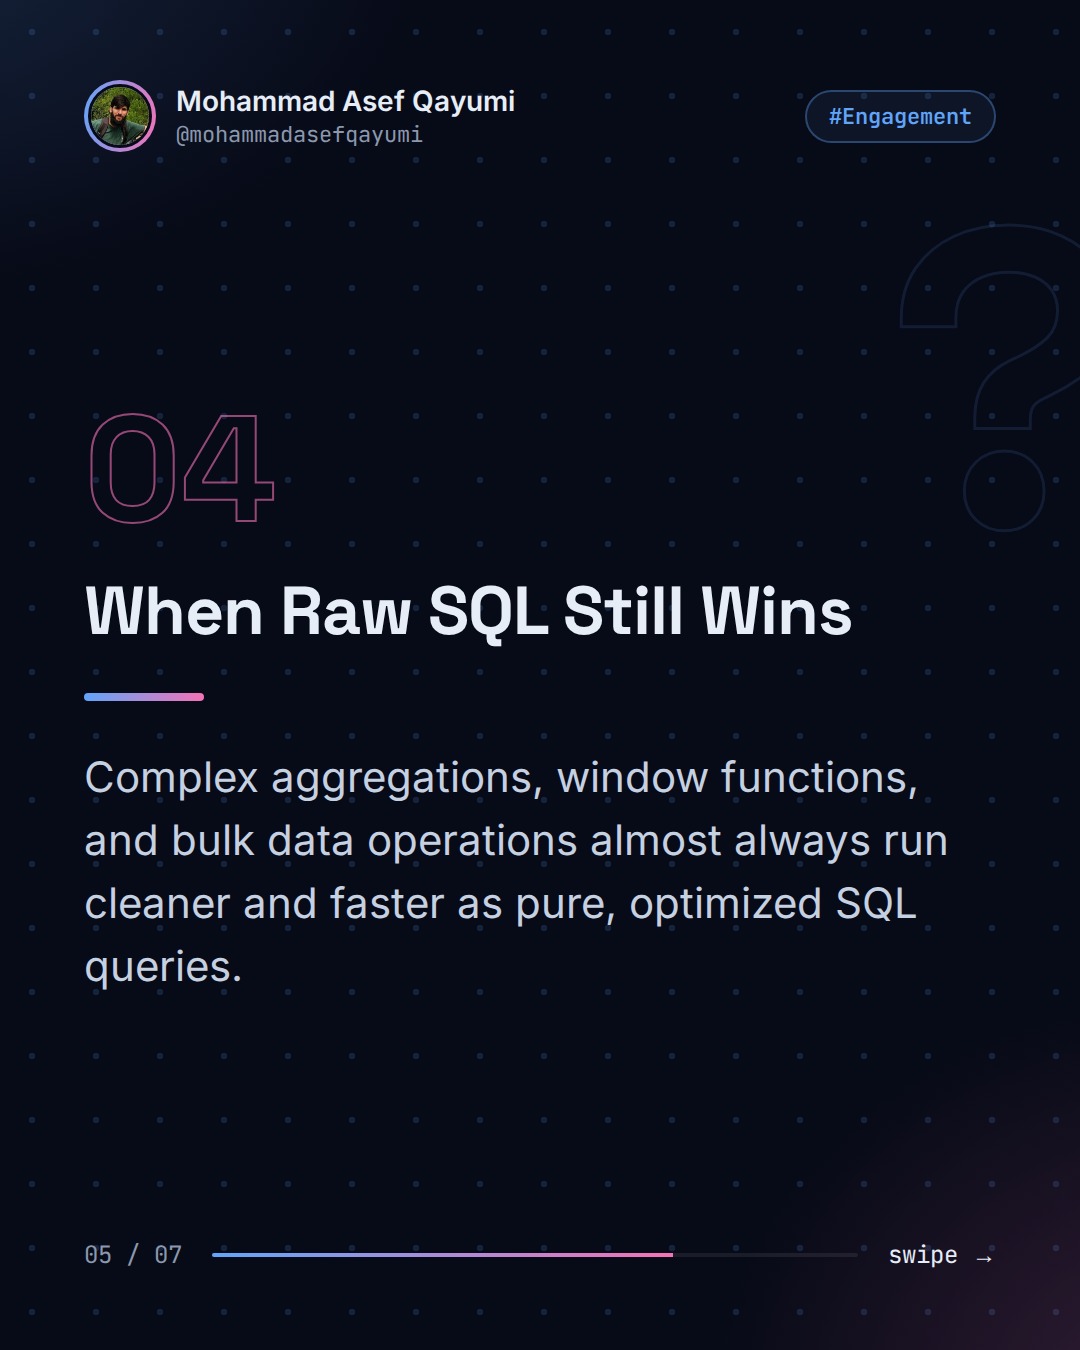 Mohammad Asef Qayumi
@mohammadasefqayumi
#Engagement
?
04
When Raw SQL Still Wins
Complex aggregations, window functions,
and bulk data operations almost always run
cleaner and faster as pure, optimized SQL
queries.
05 / 07
swipe →